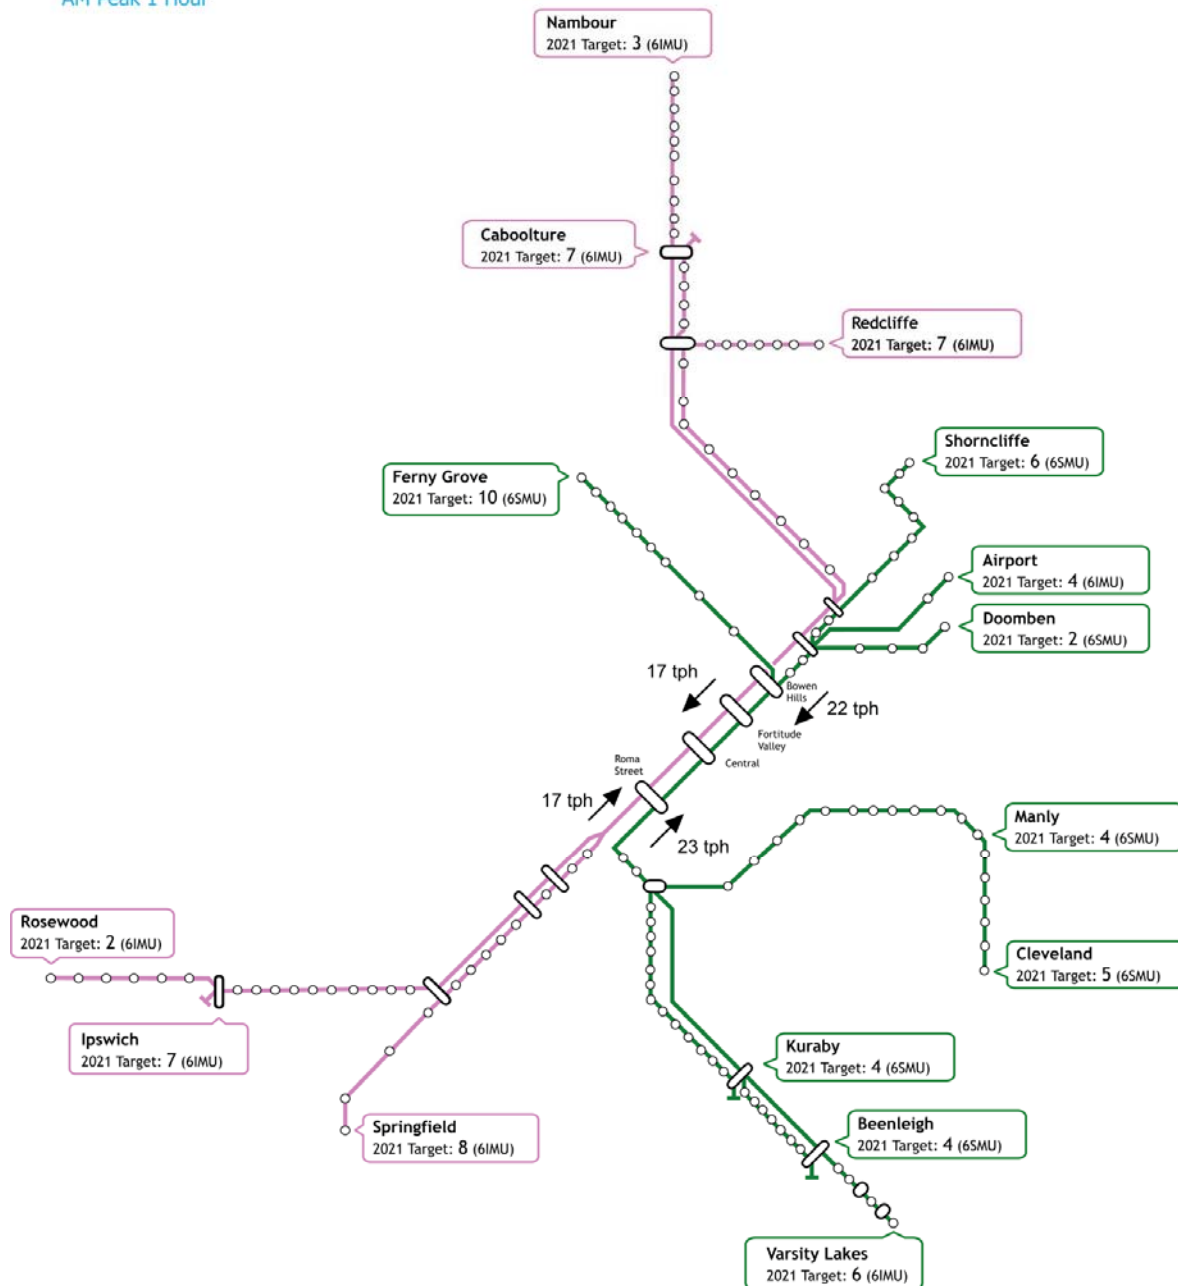 AM Peak 1 Hour
Nambour
2021 Target: 3 (6IMU)
Caboolture
2021 Target: 7 (6IMU)
Redcliffe
2021 Target: 7 (6IMU)
Shorncliffe
2021 Target: 6 (6SMU)
Ferny Grove
2021 Target: 10 (6SMU)
Airport
2021 Target: 4 (6IMU)
Doomben
2021 Target: 2 (6SMU)
17 tph
Bowen
Hills
22 tph
Fortitude
Valley
Central
Roma
Street
17 tph
23 tph
Manly
2021 Target: 4 (6SMU)
Rosewood
2021 Target: 2 (6IMU)
Cleveland
2021 Target: 5 (6SMU)
Ipswich
2021 Target: 7 (6IMU)
Kuraby
2021 Target: 4 (6SMU)
Springfield
2021 Target: 8 (6IMU)
Beenleigh
2021 Target: 4 (6SMU)
Varsity Lakes
2021 Target: 6 (6IMU)